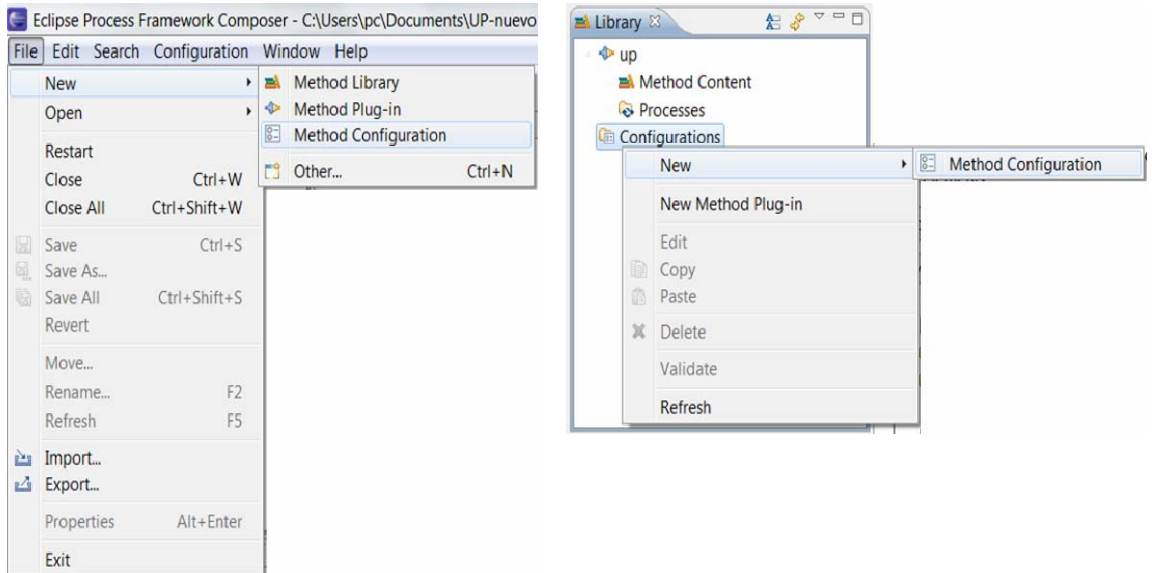 Eclipse Process Framework Composer - C:\Users\pc\Documents\UP-nuevo
File Edit Search Configuration Window Help
New
Open
Restart
Close Ctrl+W
Close All Ctrl+Shift+W
Save Ctrl+S
Save As...
Save All Ctrl+Shift+S
Revert
Move...
Rename... F2
Refresh F5
Import...
Export...
Properties Alt+Enter
Exit
Method Library
Method Plug-in
Method Configuration
Other... Ctrl+N
Library
up
Method Content
Processes
Configurations
New
New Method Plug-in
Edit
Copy
Paste
Delete
Validate
Refresh
Method Configuration